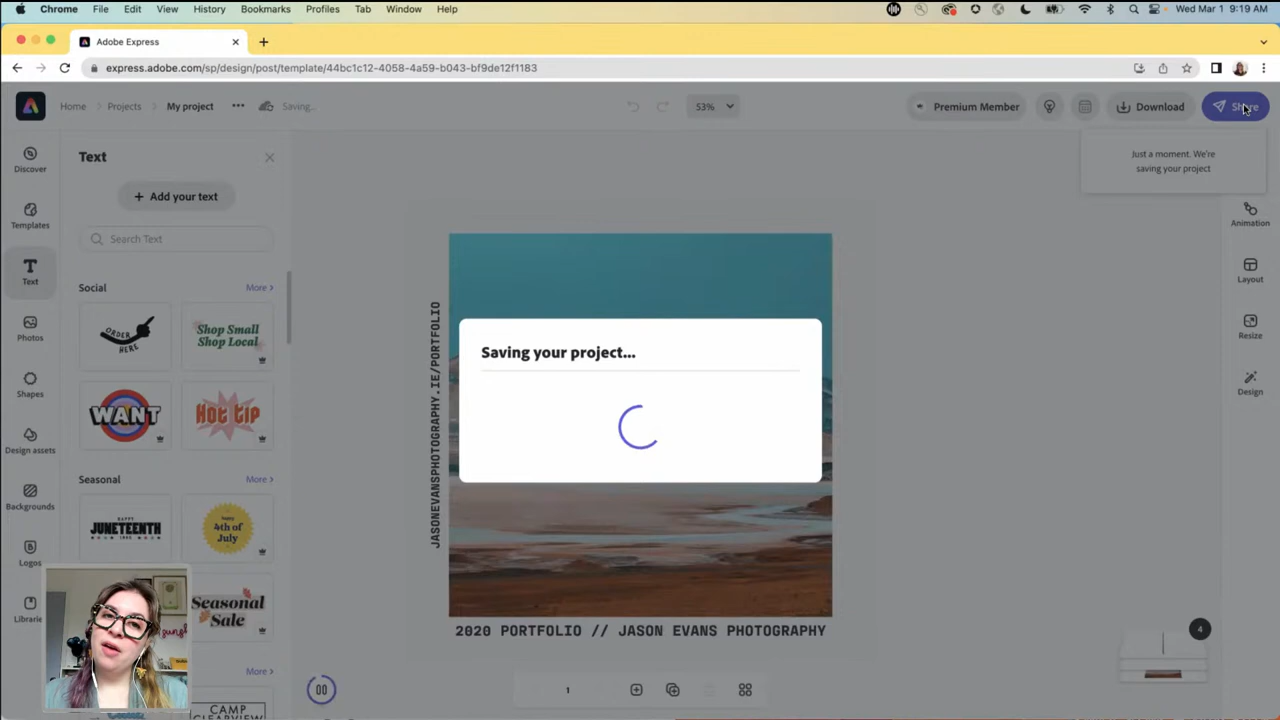 Chrome File Edit View History Bookmarks Profiles Tab Window Help Wed Mar 1 9:19 AM
Adobe Express
express.adobe.com/sp/design/post/template/44bc1c12-4058-4a59-b043-bf9de12f1183
Home Projects My project Saving.. 53% Premium Member Download Share
Just a moment. We're
saving your project
Discover
Templates
Text
Photos
Shapes
Design assets
Backgrounds
Logos
Text
Add your text
Search Text
Social More
ORDER
HERE
Shop Small
Shop Local
WANT
Hot tip
Seasonal More
HAPPY
JUNETEENTH
HAPPY
4th of
July
Seasonal
Sale
More
CAMP
Animation
Layout
Resize
Design
JASONEVANSPHOTOGRAPHY.IE/PORTFOLIO
Saving your project...
2020 PORTFOLIO // JASON EVANS PHOTOGRAPHY
1
4